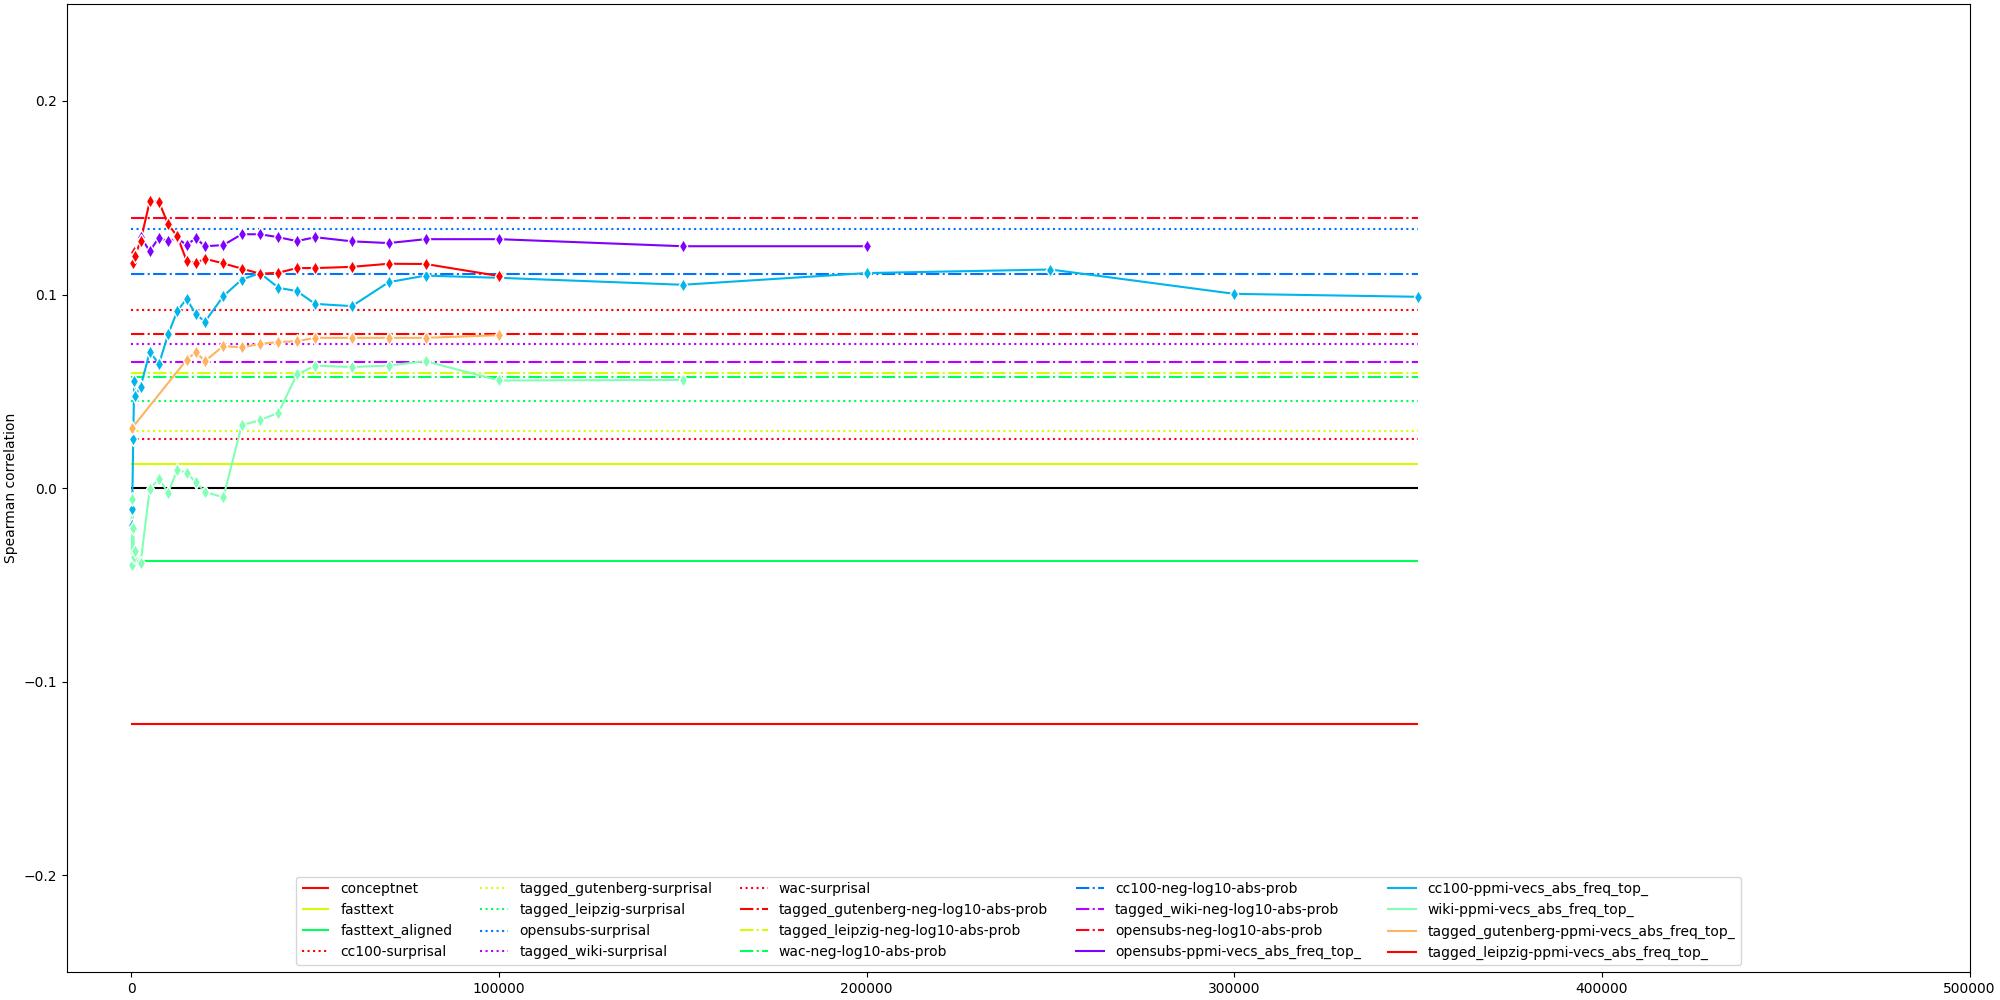 0.2
0.1
0.0
−0.1
−0.2
Spearman correlation
conceptnet
fasttext
fasttext_aligned
cc100-surprisal
tagged_gutenberg-surprisal
tagged_leipzig-surprisal
opensubs-surprisal
tagged_wiki-surprisal
wac-surprisal
tagged_gutenberg-neg-log10-abs-prob
tagged_leipzig-neg-log10-abs-prob
wac-neg-log10-abs-prob
cc100-neg-log10-abs-prob
tagged_wiki-neg-log10-abs-prob
opensubs-neg-log10-abs-prob
opensubs-ppmi-vecs_abs_freq_top_
cc100-ppmi-vecs_abs_freq_top_
wiki-ppmi-vecs_abs_freq_top_
tagged_gutenberg-ppmi-vecs_abs_freq_top_
tagged_leipzig-ppmi-vecs_abs_freq_top_
0 100000 200000 300000 400000 500000